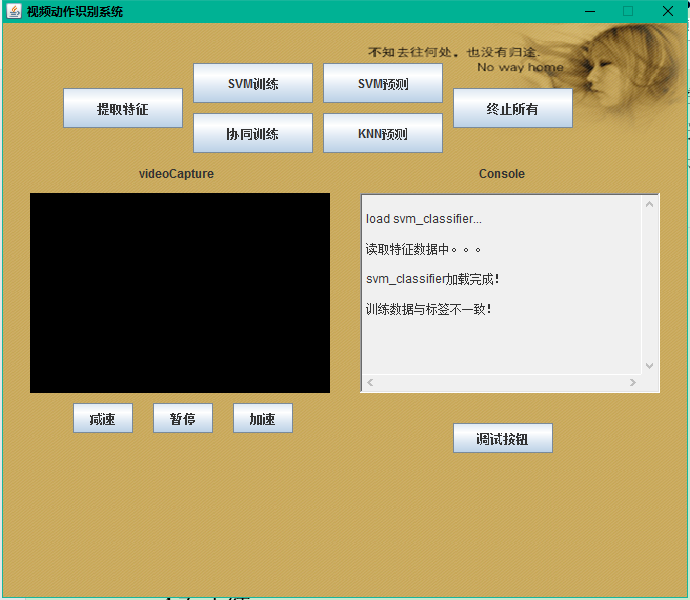 视频动作识别系统
不知去往何处，也没有归途.
No way home
SVM训练
SVM预测
提取特征
终止所有
协同训练
KNN预测
videoCapture
Console
load svm_classifier...
读取特征数据中。。。
svm_classifier加载完成！
训练数据与标签不一致！
减速
暂停
加速
调试按钮